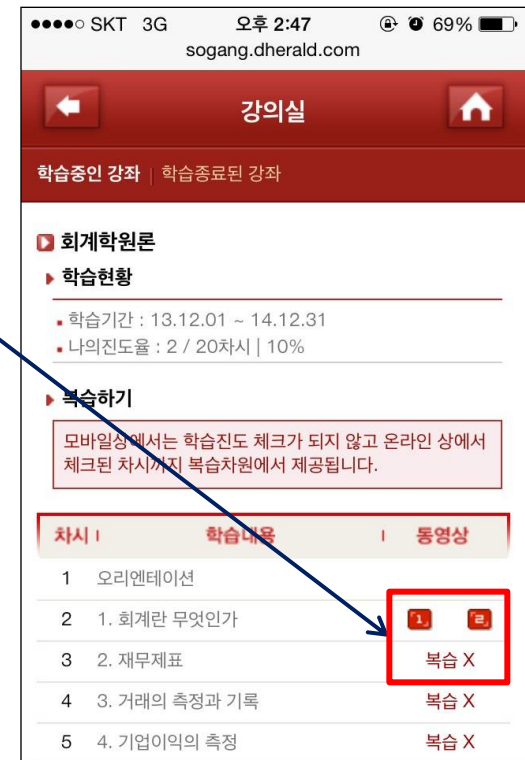 SKT 3G 오후 2:47 69%
sogang.dherald.com
강의실
학습중인 강좌 | 학습종료된 강좌
회계학원론
학습현황
학습기간 : 13.12.01 ~ 14.12.31
나의진도율 : 2 / 20차시 | 10%
복습하기
모바일상에서는 학습진도 체크가 되지 않고 온라인 상에서
체크된 차시까지 복습차원에서 제공됩니다.
차시 학습내용 동영상
1 오리엔테이션
2 1. 회계란 무엇인가 1 2
3 2. 재무제표 복습 X
4 3. 거래의 측정과 기록 복습 X
5 4. 기업이익의 측정 복습 X